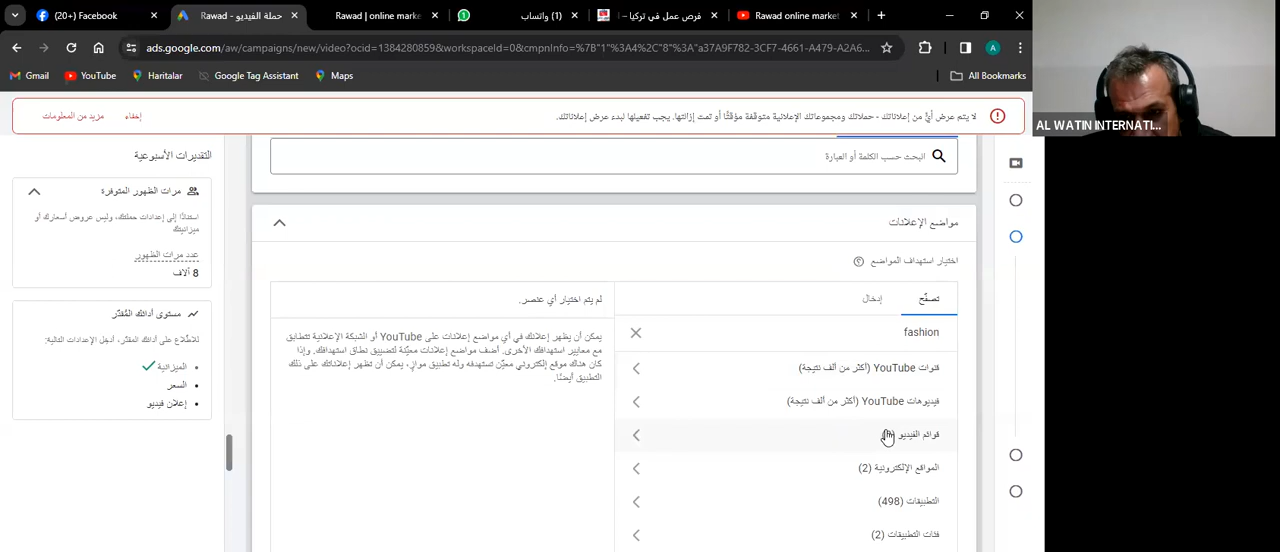 (20+) Facebook
حملة الفيديو - Rawad
Rawad | online marke
(1) واتساب
فرص عمل في تركيا – ا
Rawad online market
ads.google.com/aw/campaigns/new/video?ocid=1384280859&workspaceId=0&cmpnInfo=%7B"1"%3A4%2C"8"%3A"a37A9F782-3CF7-4661-A479-A2A6...
A
Gmail
YouTube
Haritalar
Google Tag Assistant
Maps
All Bookmarks
لا يتم عرض أيٍّ من إعلاناتك - حملاتك ومجموعاتك الإعلانية متوقفة مؤقتًا أو تمت إزالتها. يجب تفعيلها لبدء عرض إعلاناتك.
إخفاء
مزيد من المعلومات
AL WATIN INTERNATI...
البحث حسب الكلمة أو العبارة
مواضع الإعلانات
اختيار استهداف المواضع
تصفّح
إدخال
fashion
قنوات YouTube (أكثر من ألف نتيجة)
فيديوهات YouTube (أكثر من ألف نتيجة)
قوائم الفيديو
المواقع الإلكترونية (2)
التطبيقات (498)
فئات التطبيقات (2)
لم يتم اختيار أي عنصر.
يمكن أن يظهر إعلانك في أي مواضع إعلانات على YouTube أو الشبكة الإعلانية تتطابق
مع معايير استهدافك الأخرى. أضف مواضع إعلانات معيّنة لتضييق نطاق استهدافك. وإذا
كان هناك موقع إلكتروني معيّن تستهدفه وله تطبيق موازٍ، يمكن أن تظهر إعلاناتك على ذلك
التطبيق أيضًا.
التقديرات الأسبوعية
مرات الظهور المتوفرة
استنادًا إلى إعدادات حملتك، وليس عروض أسعارك أو
ميزانيتك
عدد مرات الظهور
8 آلاف
مستوى أدائك المُقدَّر
للاطّلاع على أدائك المقدّر، أدخِل الإعدادات التالية:
الميزانية
السعر
إعلان فيديو